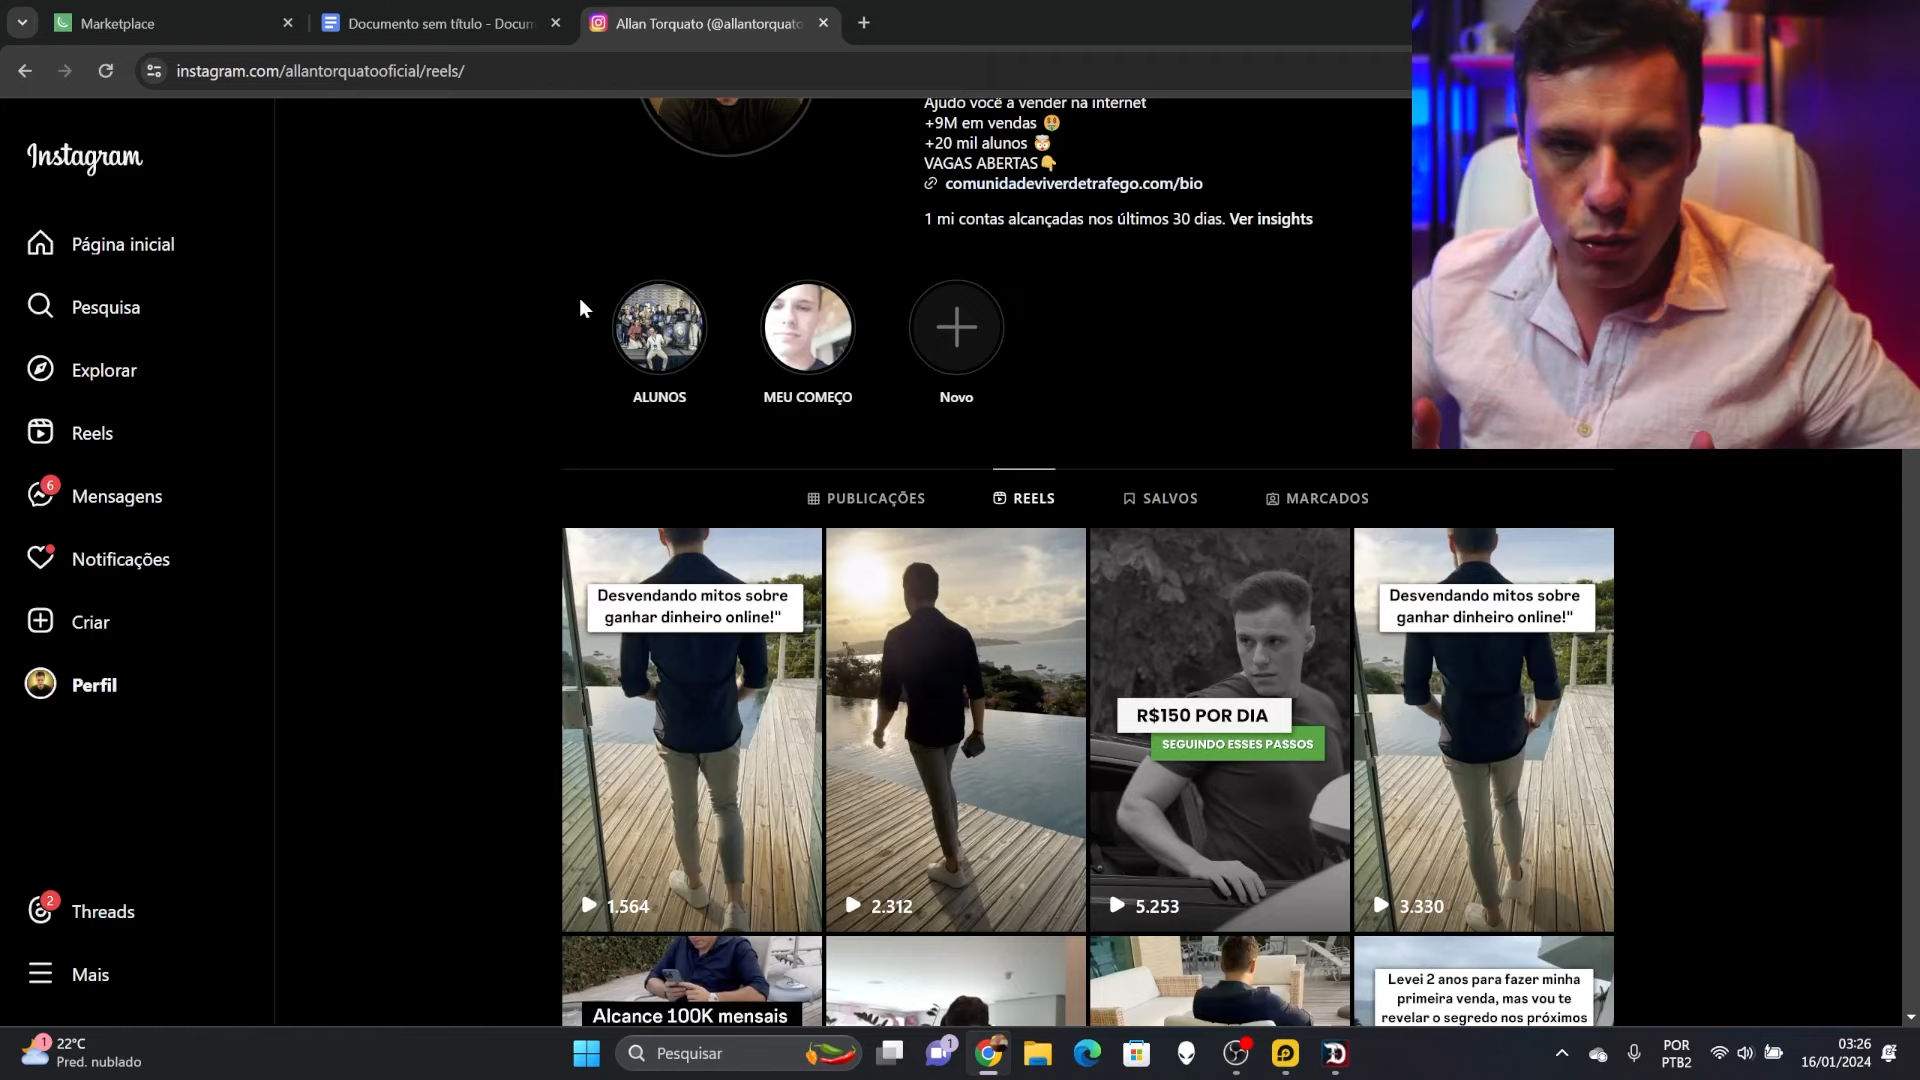 Marketplace
Documento sem título - Docum
Allan Torquato (@allantorquato
instagram.com/allantorquatooficial/reels/
Instagram
Página inicial
Pesquisa
Explorar
Reels
6
Mensagens
Notificações
Criar
Perfil
2
Threads
Mais
Ajudo você a vender na internet
+9M em vendas 🤑
+20 mil alunos 🤯
VAGAS ABERTAS👇
comunidadeviverdetrafego.com/bio
1 mi contas alcançadas nos últimos 30 dias. Ver insights
ALUNOS
MEU COMEÇO
Novo
PUBLICAÇÕES
REELS
SALVOS
MARCADOS
Desvendando mitos sobre
ganhar dinheiro online!"
1.564
2.312
R$150 POR DIA
SEGUINDO ESSES PASSOS
5.253
Desvendando mitos sobre
ganhar dinheiro online!"
3.330
Alcance 100K mensais
Levei 2 anos para fazer minha
primeira venda, mas vou te
revelar o segredo nos próximos
1
22°C
Pred. nublado
Pesquisar
1
POR
PTB2
03:26
16/01/2024